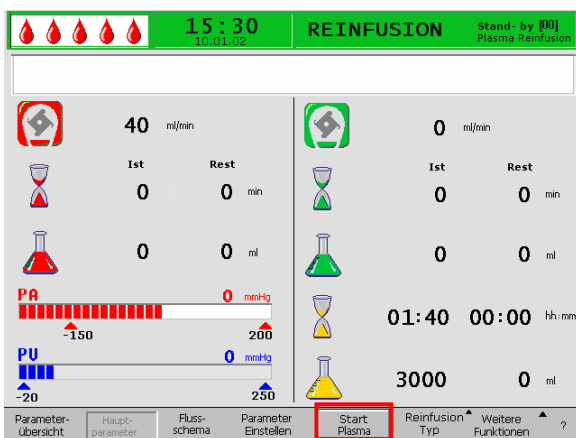 15:30
10.01.02
REINFUSION
Stand- by [00]
Plasma Reinfusion
40 ml/min
0 ml/min
Ist Rest
0 0 min
Ist Rest
0 0 min
0 0 ml
0 0 ml
PA 0 mmHg
-150 200
01:40 00:00 hh:mm
PV 0 mmHg
-20 250
3000 0 ml
Parameter-
übersicht
Haupt-
parameter
Fluss-
schema
Parameter
Einstellen
Start
Plasma
Reinfusion
Typ
Weitere
Funktionen
?